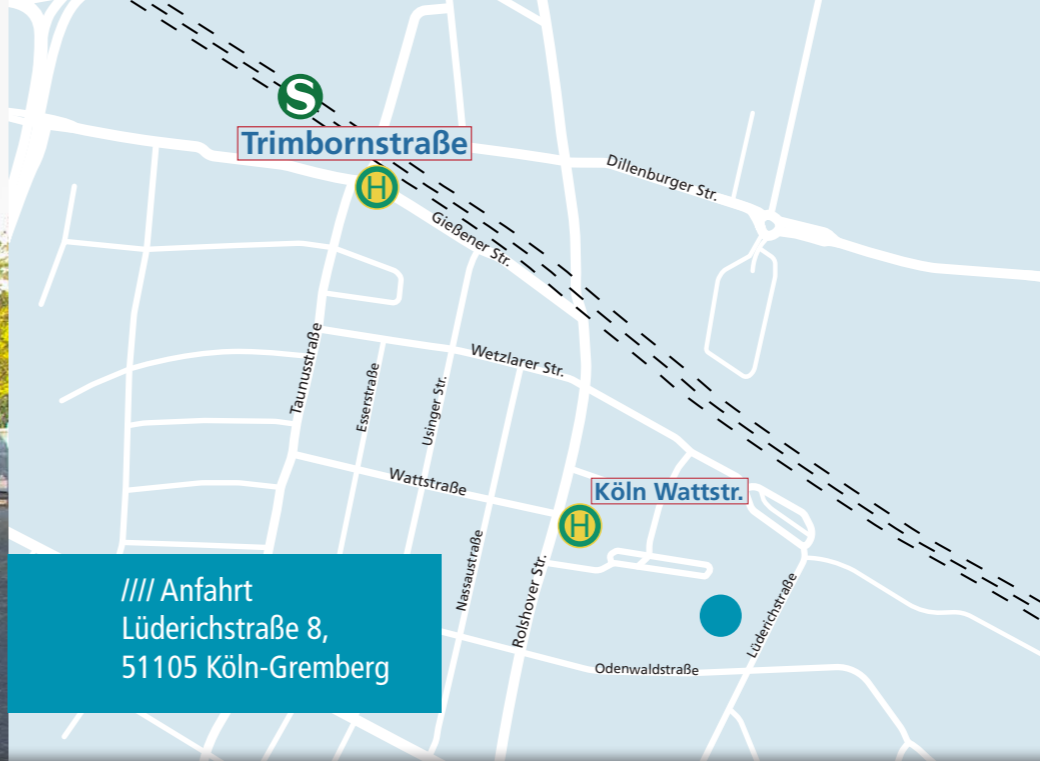 S
Trimbornstraße
H
Dillenburger Str.
Gießener Str.
Taunusstraße
Esserstraße
Usinger Str.
Wetzlarer Str.
Wattstraße
Köln Wattstr.
H
Nassaustraße
Rolshover Str.
Lüderichstraße
Odenwaldstraße
//// Anfahrt
Lüderichstraße 8,
51105 Köln-Gremberg